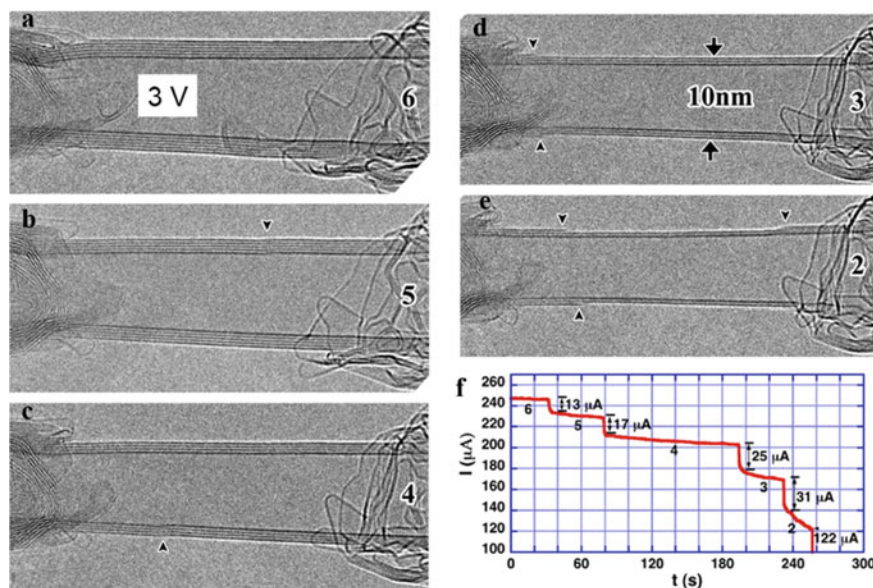 a
3 V
6
b
5
c
4
d
10nm
3
e
2
f
260
240
220
200
180
160
140
120
100
I (µA)
6
13 µA
5
17 µA
4
25 µA
3
31 µA
2
122 µA
0 60 120 180 240 300
t (s)